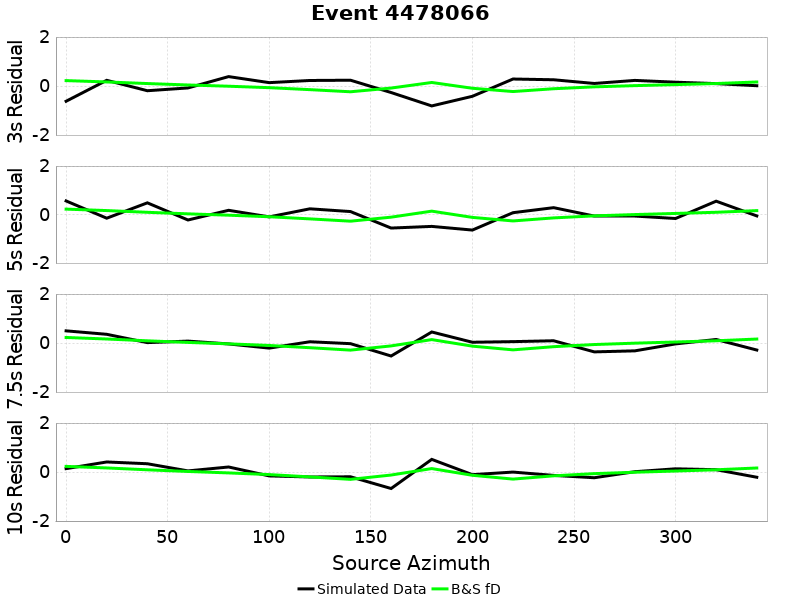 Event 4478066
3s Residual
2
0
-2
5s Residual
2
0
-2
7.5s Residual
2
0
-2
10s Residual
2
0
-2
0 50 100 150 200 250 300
Source Azimuth
Simulated Data B&S fD